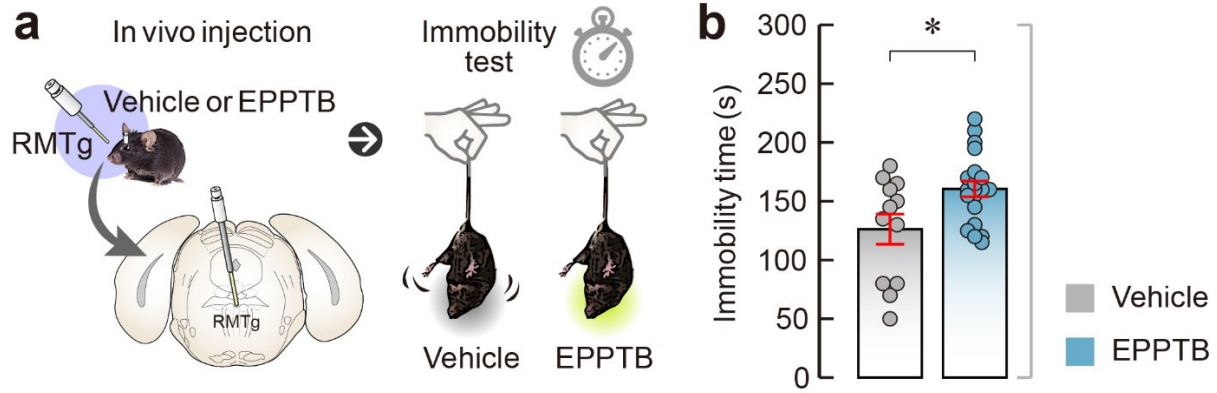 a
In vivo injection
Vehicle or EPPTB
RMTg
RMTg
Immobility
test
Vehicle
EPPTB
b
Immobility time (s)
300
250
200
150
100
50
0
*
Vehicle
EPPTB